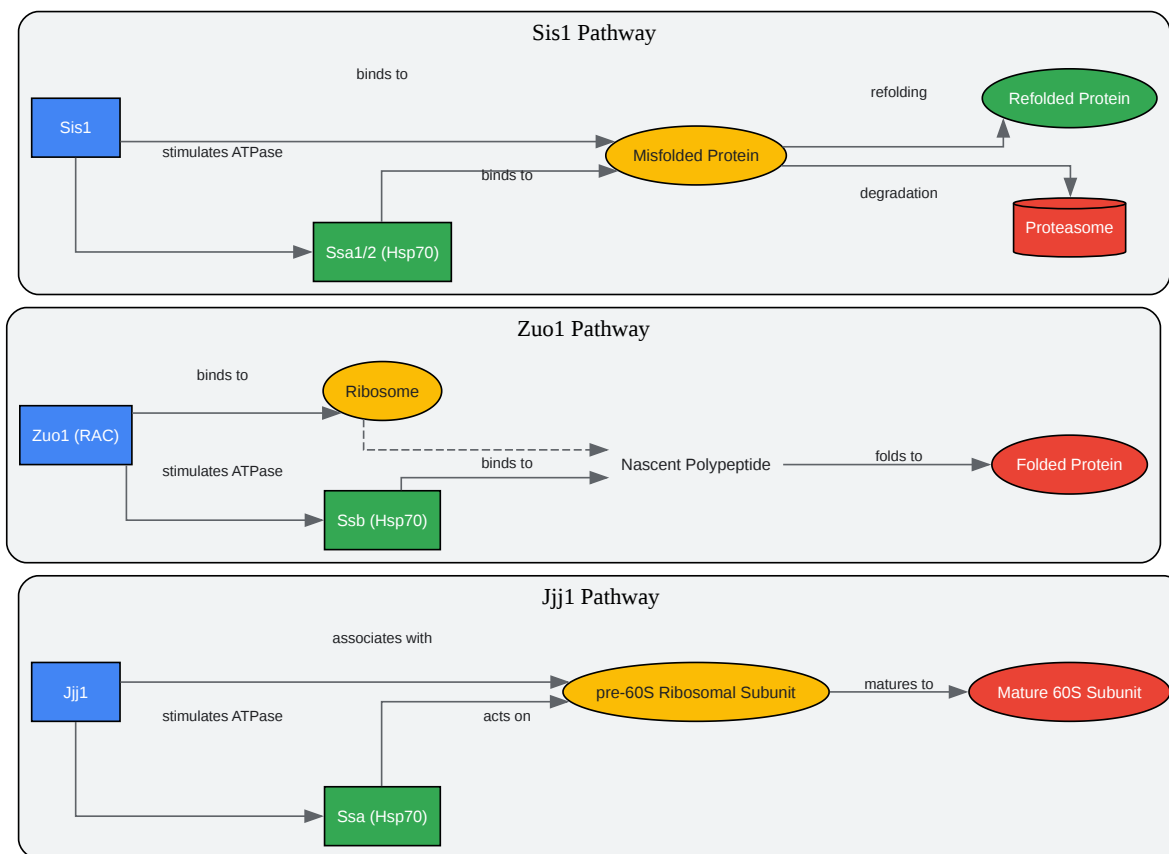 Sis1 Pathway
binds to
Sis1
stimulates ATPase
Ssa1/2 (Hsp70)
binds to
Misfolded Protein
refolding
Refolded Protein
degradation
Proteasome
Zuo1 Pathway
binds to
Ribosome
Zuo1 (RAC)
stimulates ATPase
Ssb (Hsp70)
binds to
Nascent Polypeptide
folds to
Folded Protein
Jjj1 Pathway
associates with
Jjj1
stimulates ATPase
Ssa (Hsp70)
acts on
pre-60S Ribosomal Subunit
matures to
Mature 60S Subunit